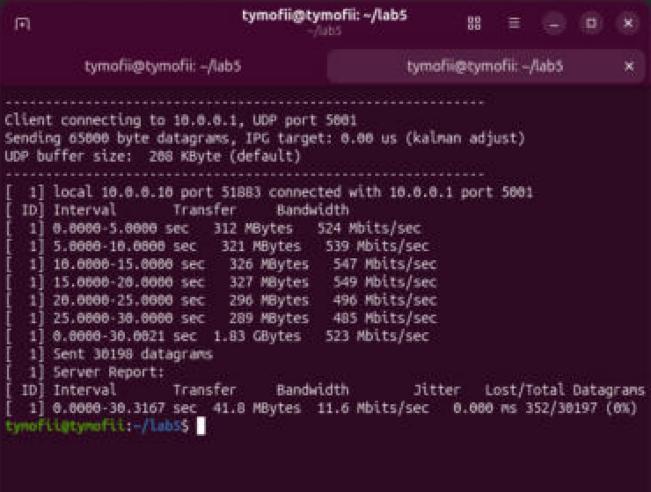 tymofii@tymofii: ~/lab5
~/lab5
tymofii@tymofii: ~/lab5 tymofii@tymofii: ~/lab5
------------------------------------------------------------
Client connecting to 10.0.0.1, UDP port 5001
Sending 65000 byte datagrams, IPG target: 0.00 us (kalman adjust)
UDP buffer size:  208 KByte (default)
------------------------------------------------------------
[  1] local 10.0.0.10 port 51883 connected with 10.0.0.1 port 5001
[ ID] Interval       Transfer     Bandwidth
[  1] 0.0000-5.0000 sec   312 MBytes   524 Mbits/sec
[  1] 5.0000-10.0000 sec   321 MBytes   539 Mbits/sec
[  1] 10.0000-15.0000 sec   326 MBytes   547 Mbits/sec
[  1] 15.0000-20.0000 sec   327 MBytes   549 Mbits/sec
[  1] 20.0000-25.0000 sec   296 MBytes   496 Mbits/sec
[  1] 25.0000-30.0000 sec   289 MBytes   485 Mbits/sec
[  1] 0.0000-30.0021 sec  1.83 GBytes   523 Mbits/sec
[  1] Sent 30198 datagrams
[  1] Server Report:
[ ID] Interval       Transfer     Bandwidth        Jitter   Lost/Total Datagrams
[  1] 0.0000-30.3167 sec  41.8 MBytes  11.6 Mbits/sec   0.000 ms 352/30197 (0%)
tymofii@tymofii:~/lab5$